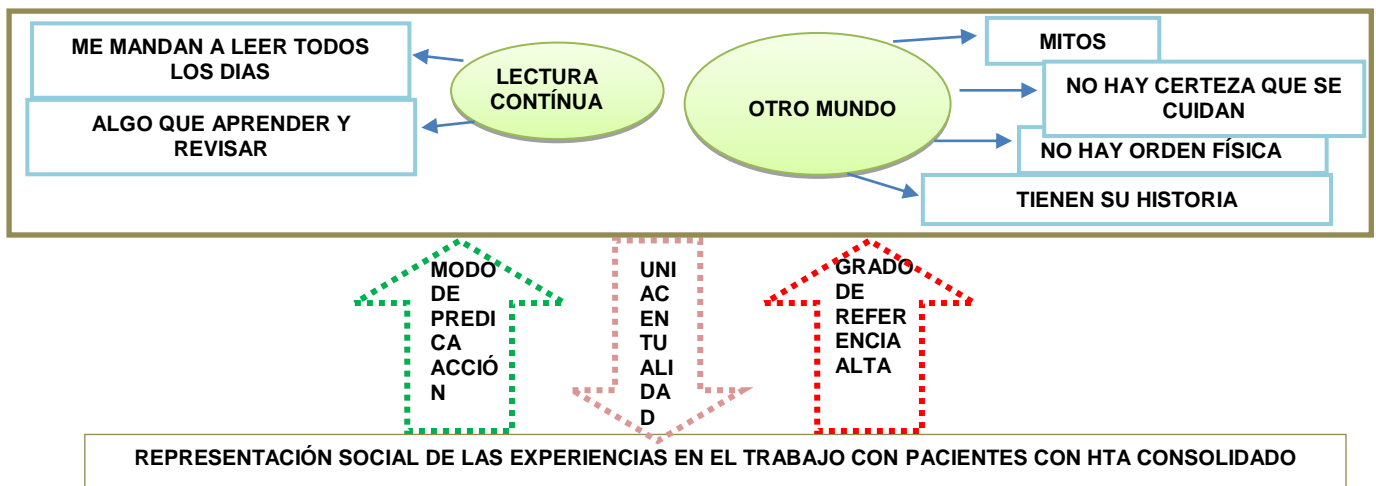 ME MANDAN A LEER TODOS
LOS DIAS
ALGO QUE APRENDER Y
REVISAR
LECTURA
CONTÍNUA
OTRO MUNDO
MITOS
NO HAY CERTEZA QUE SE
CUIDAN
NO HAY ORDEN FÍSICA
TIENEN SU HISTORIA
MODO
DE
PREDI
CA
ACCIÓ
N
UNI
AC
EN
TU
ALI
DA
D
GRADO
DE
REFER
ENCIA
ALTA
REPRESENTACIÓN SOCIAL DE LAS EXPERIENCIAS EN EL TRABAJO CON PACIENTES CON HTA CONSOLIDADO